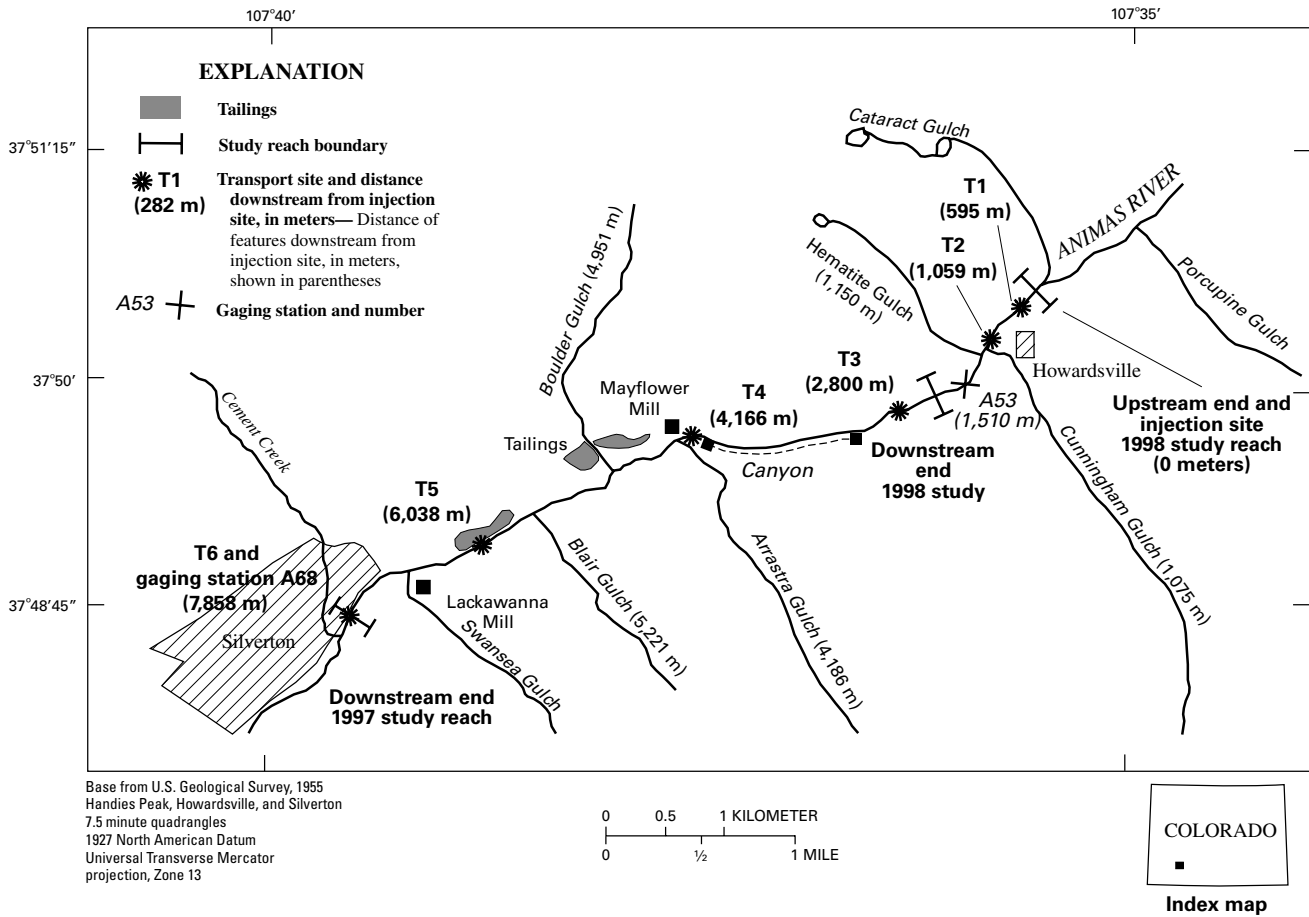 107°40'
107°35'
EXPLANATION
Tailings
Study reach boundary
T1
(282 m)
Transport site and distance
downstream from injection
site, in meters— Distance of
features downstream from
injection site, in meters,
shown in parentheses
A53
Gaging station and number
37°51'15"
37°50'
37°48'45"
Cataract Gulch
T1
(595 m)
ANIMAS RIVER
T2
(1,059 m)
Hematite Gulch
(1,150 m)
Porcupine Gulch
Boulder Gulch (4,951 m)
Howardsville
T3
(2,800 m)
A53
(1,510 m)
Mayflower
Mill
T4
(4,166 m)
Upstream end and
injection site
1998 study reach
(0 meters)
Cement Creek
Tailings
Canyon
Downstream
end
1998 study
Cunningham Gulch (1,075 m)
T5
(6,038 m)
Arrastra Gulch (4,186 m)
Blair Gulch (5,221 m)
T6 and
gaging station A68
(7,858 m)
Silverton
Lackawanna
Mill
Swansea Gulch
Downstream end
1997 study reach
Base from U.S. Geological Survey, 1955
Handies Peak, Howardsville, and Silverton
7.5 minute quadrangles
1927 North American Datum
Universal Transverse Mercator
projection, Zone 13
0 0.5 1 KILOMETER
0 ½ 1 MILE
COLORADO
Index map